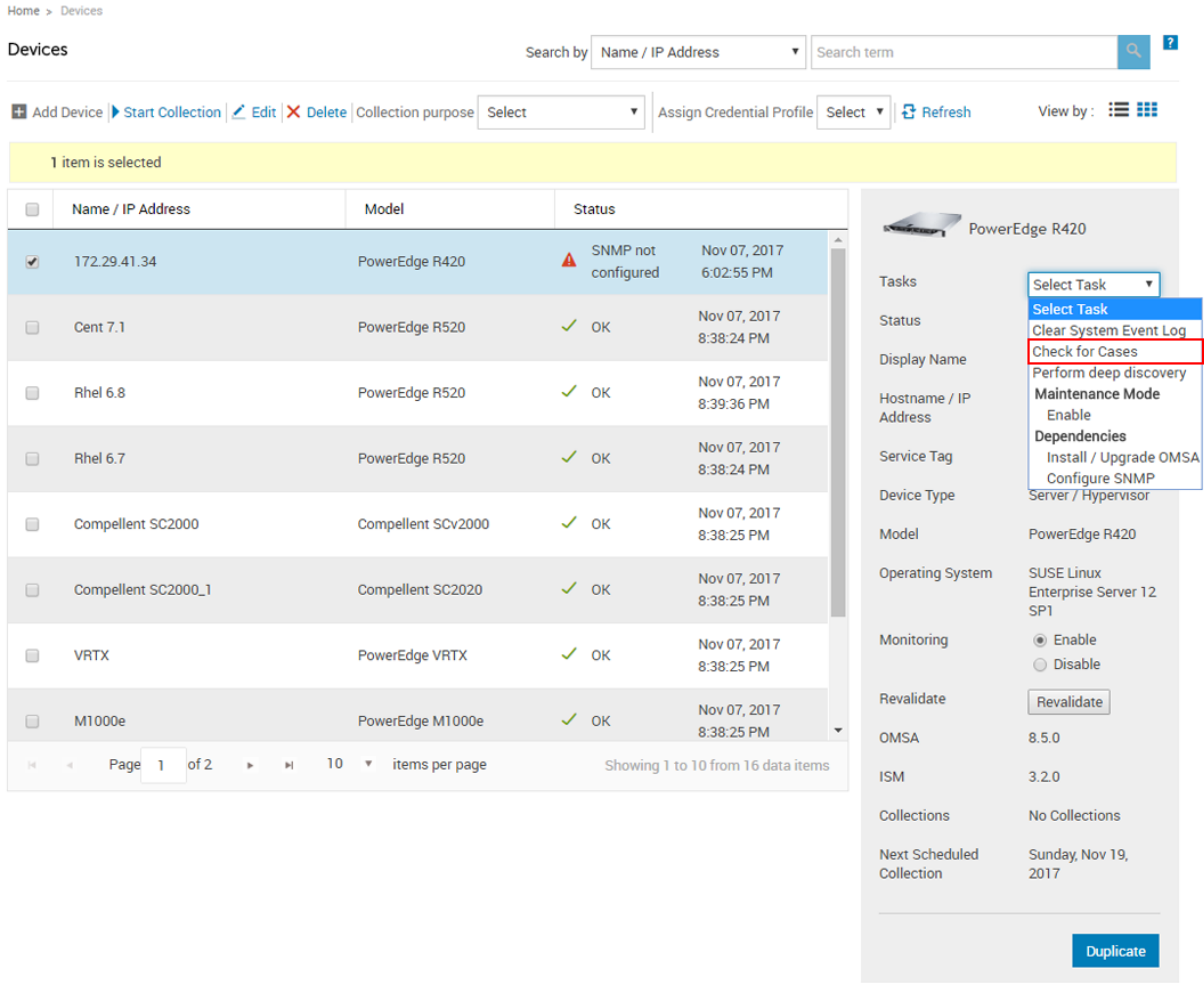 Home > Devices
Devices
Search by Name / IP Address Search term ?
Add Device Start Collection Edit Delete Collection purpose Select Assign Credential Profile Select Refresh View by :
1 item is selected
Name / IP Address Model Status
172.29.41.34 PowerEdge R420 SNMP not configured Nov 07, 2017 6:02:55 PM
Cent 7.1 PowerEdge R520 OK Nov 07, 2017 8:38:24 PM
Rhel 6.8 PowerEdge R520 OK Nov 07, 2017 8:39:36 PM
Rhel 6.7 PowerEdge R520 OK Nov 07, 2017 8:38:24 PM
Compellent SC2000 Compellent SCv2000 OK Nov 07, 2017 8:38:25 PM
Compellent SC2000_1 Compellent SC2020 OK Nov 07, 2017 8:38:25 PM
VRTX PowerEdge VRTX OK Nov 07, 2017 8:38:25 PM
M1000e PowerEdge M1000e OK Nov 07, 2017 8:38:25 PM
Page 1 of 2 10 items per page Showing 1 to 10 from 16 data items
PowerEdge R420
Tasks Select Task
Select Task
Clear System Event Log
Check for Cases
Perform deep discovery
Maintenance Mode
Enable
Dependencies
Install / Upgrade OMSA
Configure SNMP
Status
Display Name
Hostname / IP
Address
Service Tag
Device Type Server / Hypervisor
Model PowerEdge R420
Operating System SUSE Linux
Enterprise Server 12
SP1
Monitoring Enable
Disable
Revalidate Revalidate
OMSA 8.5.0
ISM 3.2.0
Collections No Collections
Next Scheduled Sunday, Nov 19,
Collection 2017
Duplicate